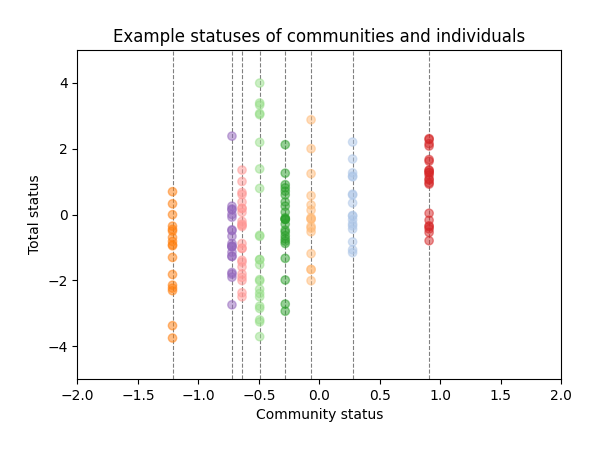 Example statuses of communities and individuals
4
2
0
−2
−4
Total status
−2.0 −1.5 −1.0 −0.5 0.0 0.5 1.0 1.5 2.0
Community status